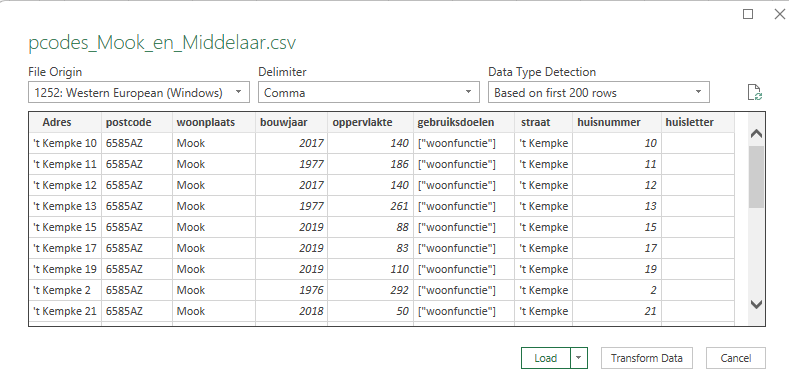 pcodes_Mook_en_Middelaar.csv
File Origin Delimiter Data Type Detection
1252: Western European (Windows) Comma Based on first 200 rows
Adres postcode woonplaats bouwjaar oppervlakte gebruiksdoelen straat huisnummer huisletter
't Kempke 10 6585AZ Mook 2017 140 ["woonfunctie"] 't Kempke 10
't Kempke 11 6585AZ Mook 1977 186 ["woonfunctie"] 't Kempke 11
't Kempke 12 6585AZ Mook 2017 140 ["woonfunctie"] 't Kempke 12
't Kempke 13 6585AZ Mook 1977 261 ["woonfunctie"] 't Kempke 13
't Kempke 15 6585AZ Mook 2019 88 ["woonfunctie"] 't Kempke 15
't Kempke 17 6585AZ Mook 2019 83 ["woonfunctie"] 't Kempke 17
't Kempke 19 6585AZ Mook 2019 110 ["woonfunctie"] 't Kempke 19
't Kempke 2 6585AZ Mook 1976 292 ["woonfunctie"] 't Kempke 2
't Kempke 21 6585AZ Mook 2018 50 ["woonfunctie"] 't Kempke 21
Load Transform Data Cancel